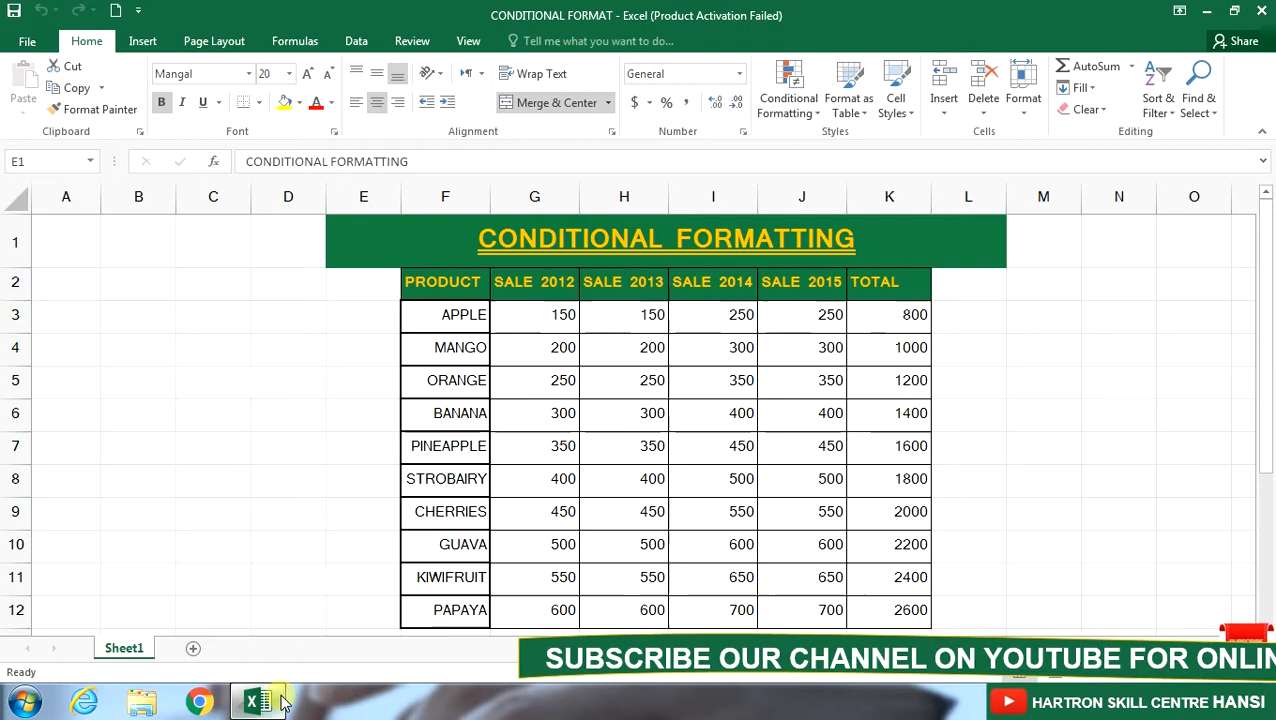 CONDITIONAL FORMAT - Excel (Product Activation Failed)
File Home Insert Page Layout Formulas Data Review View Tell me what you want to do... Share
Paste Cut Copy Format Painter Clipboard
Mangal 20 B I U A A A Font
Wrap Text Merge & Center Alignment
General $ % , Number
Conditional Formatting Format as Table Cell Styles Styles
Insert Delete Format Cells
AutoSum Fill Clear Sort & Filter Find & Select Editing
E1 fx CONDITIONAL FORMATTING
A B C D E F G H I J K L M N O
1 CONDITIONAL FORMATTING
2 PRODUCT SALE 2012 SALE 2013 SALE 2014 SALE 2015 TOTAL
3 APPLE 150 150 250 250 800
4 MANGO 200 200 300 300 1000
5 ORANGE 250 250 350 350 1200
6 BANANA 300 300 400 400 1400
7 PINEAPPLE 350 350 450 450 1600
8 STROBAIRY 400 400 500 500 1800
9 CHERRIES 450 450 550 550 2000
10 GUAVA 500 500 600 600 2200
11 KIWIFRUIT 550 550 650 650 2400
12 PAPAYA 600 600 700 700 2600
Sheet1
SUBSCRIBE OUR CHANNEL ON YOUTUBE FOR ONLIN
Ready
HARTRON SKILL CENTRE HANSI